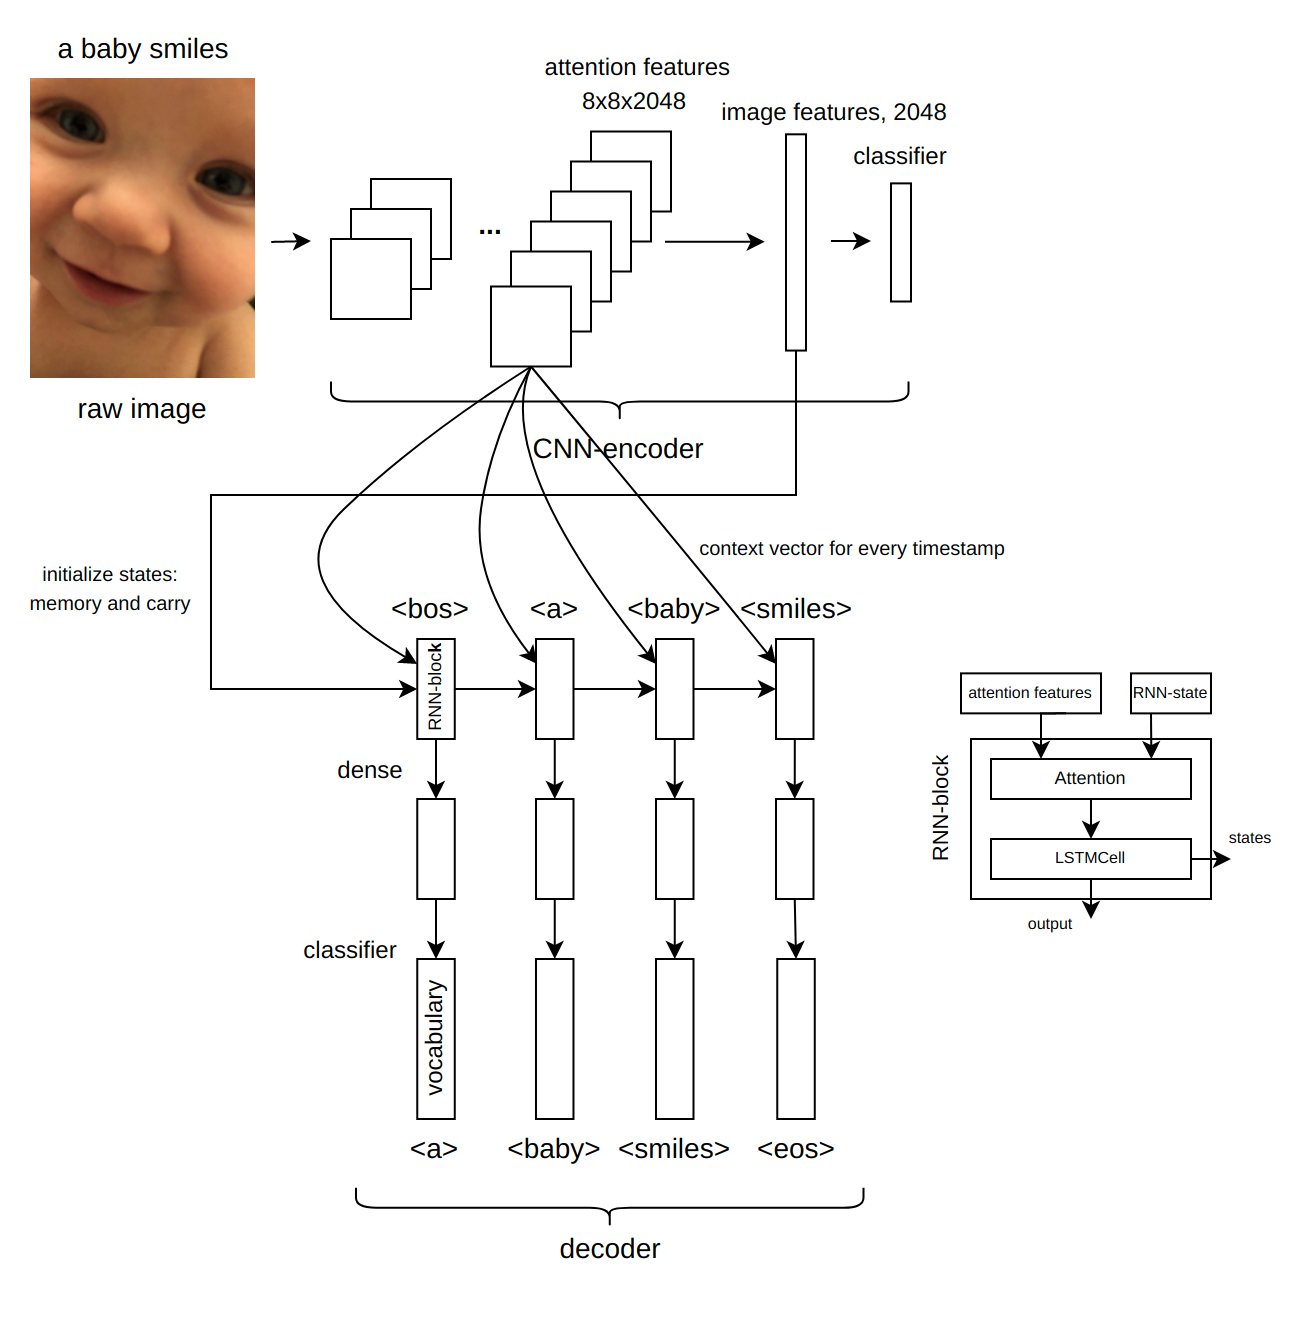 a baby smiles
attention features
8x8x2048
image features, 2048
classifier
...
raw image
CNN-encoder
context vector for every timestamp
initialize states:
memory and carry
<bos>
<a>
<baby>
<smiles>
RNN-block
dense
classifier
vocabulary
<a>
<baby>
<smiles>
<eos>
decoder
attention features
RNN-state
RNN-block
Attention
LSTMCell
states
output